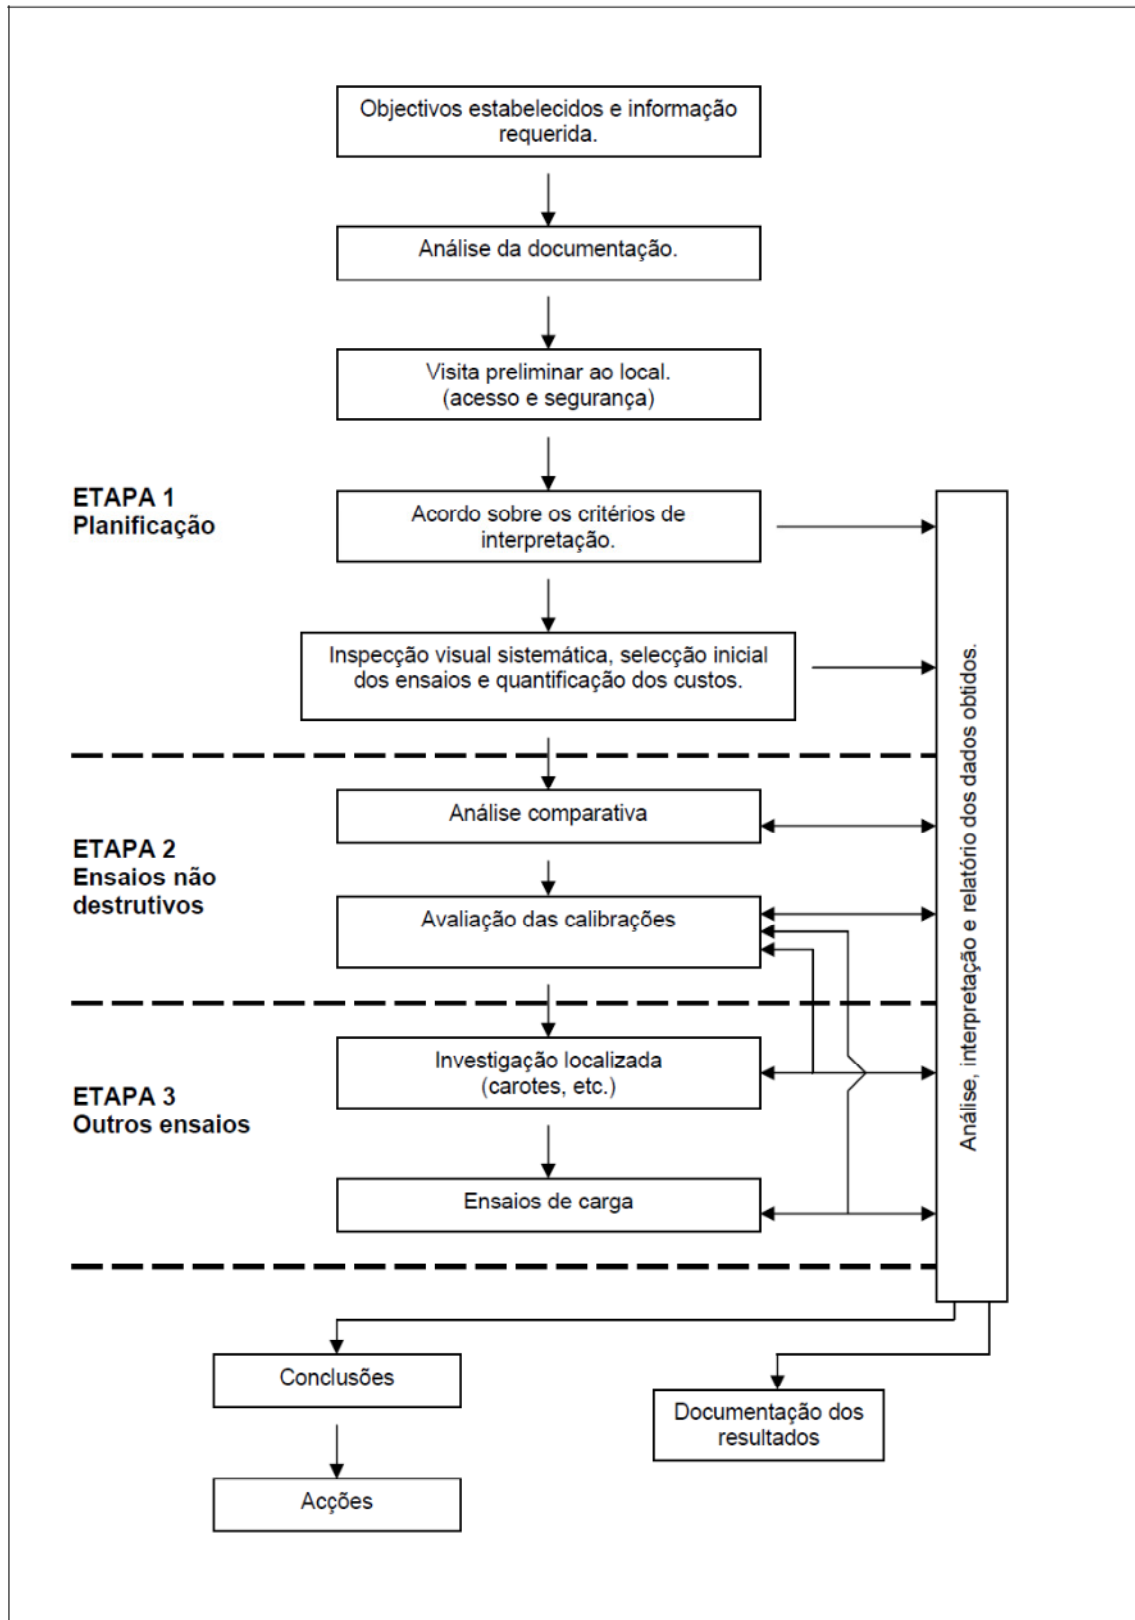 Objectivos estabelecidos e informação
requerida.
Análise da documentação.
Visita preliminar ao local.
(acesso e segurança)
ETAPA 1
Planificação
Acordo sobre os critérios de
interpretação.
Inspecção visual sistemática, selecção inicial
dos ensaios e quantificação dos custos.
ETAPA 2
Ensaios não
destrutivos
Análise comparativa
Avaliação das calibrações
ETAPA 3
Outros ensaios
Investigação localizada
(carotes, etc.)
Ensaios de carga
Análise, interpretação e relatório dos dados obtidos.
Conclusões
Documentação dos
resultados
Acções